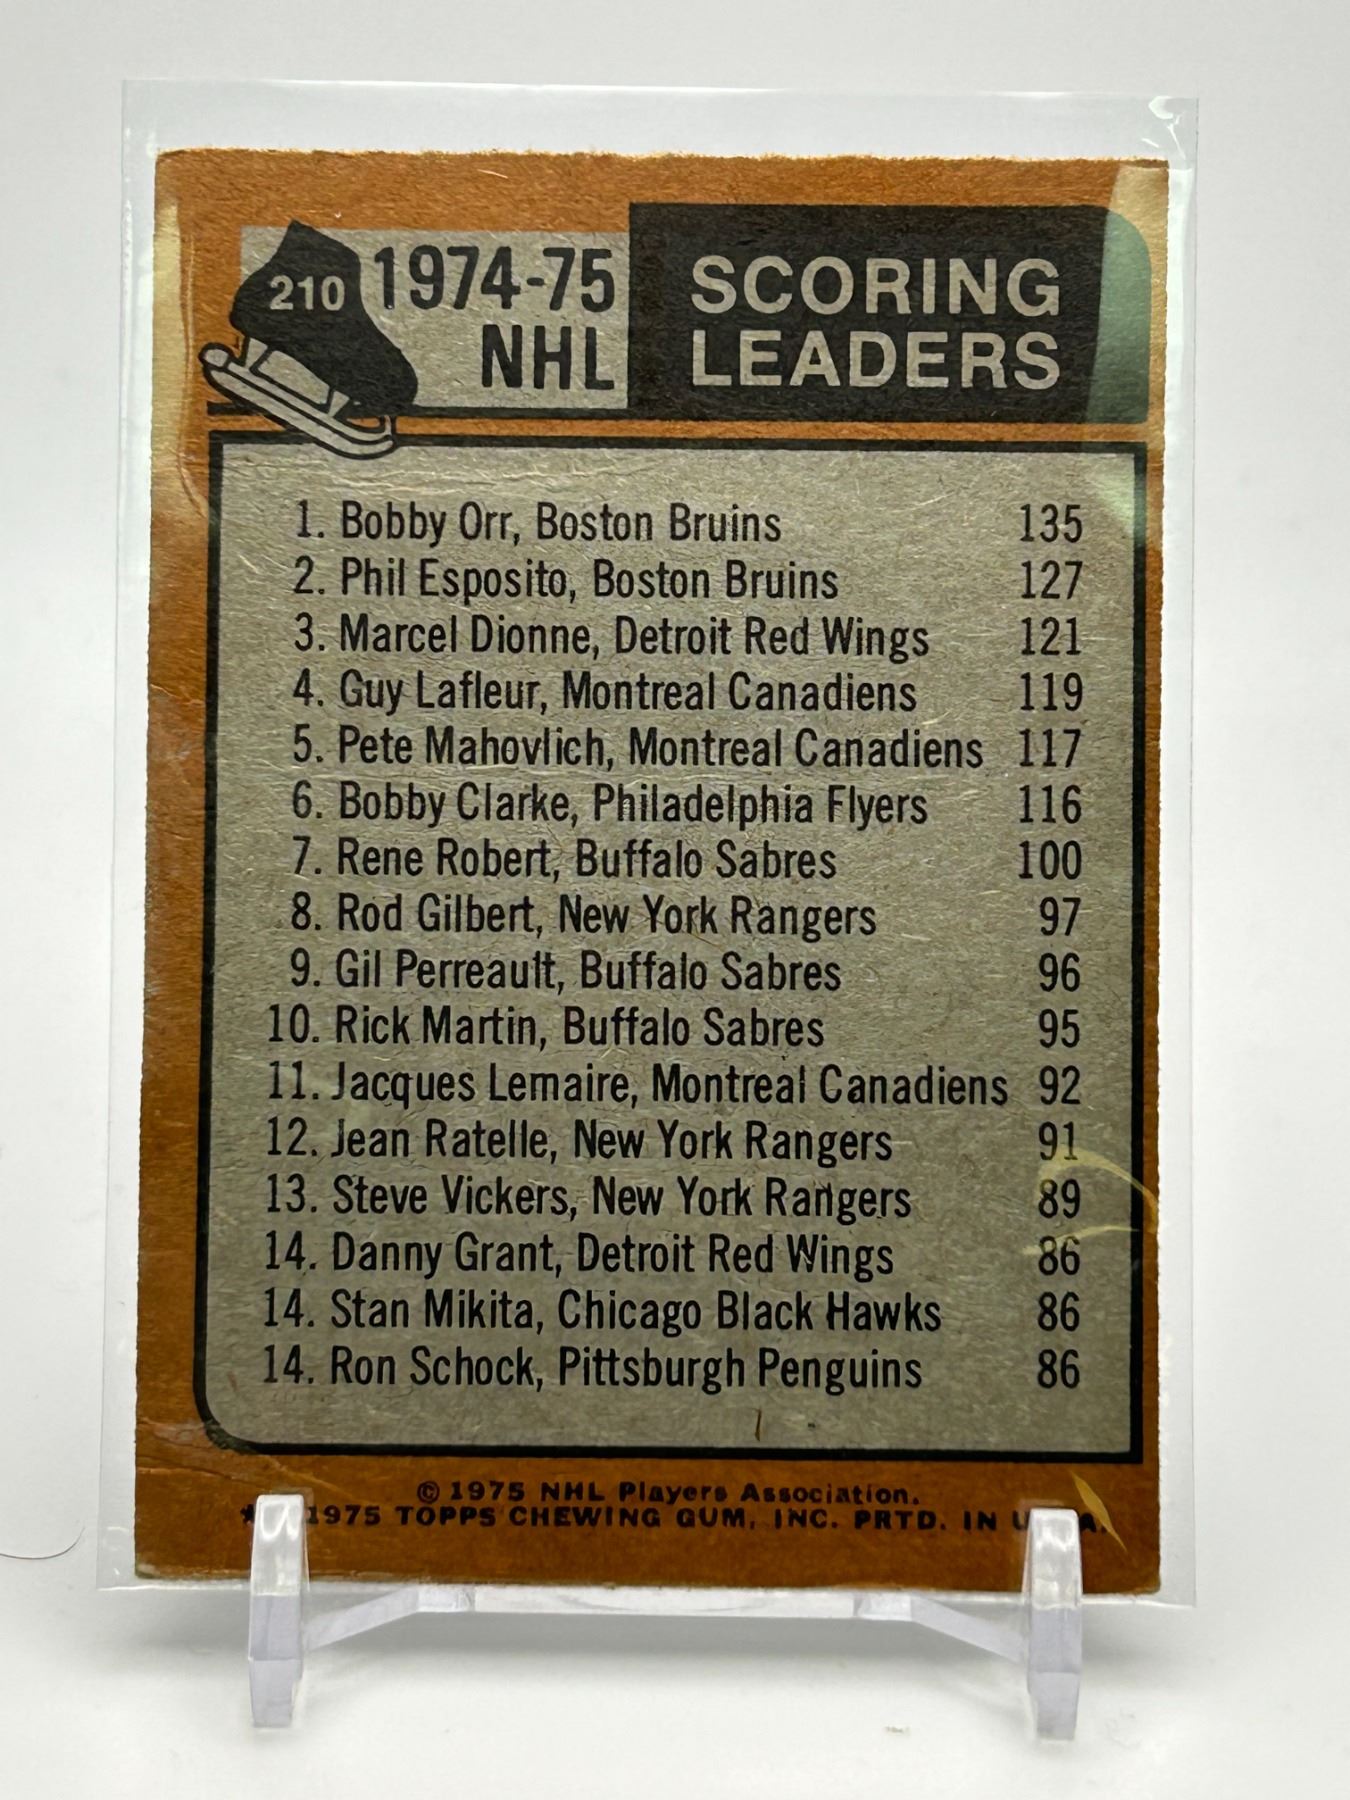 210
1974-75
NHL
SCORING
LEADERS
1. Bobby Orr, Boston Bruins 135
2. Phil Esposito, Boston Bruins 127
3. Marcel Dionne, Detroit Red Wings 121
4. Guy Lafleur, Montreal Canadiens 119
5. Pete Mahovlich, Montreal Canadiens 117
6. Bobby Clarke, Philadelphia Flyers 116
7. Rene Robert, Buffalo Sabres 100
8. Rod Gilbert, New York Rangers 97
9. Gil Perreault, Buffalo Sabres 96
10. Rick Martin, Buffalo Sabres 95
11. Jacques Lemaire, Montreal Canadiens 92
12. Jean Ratelle, New York Rangers 91
13. Steve Vickers, New York Rangers 89
14. Danny Grant, Detroit Red Wings 86
14. Stan Mikita, Chicago Black Hawks 86
14. Ron Schock, Pittsburgh Penguins 86
© 1975 NHL Players Association.
* 1975 TOPPS CHEWING GUM, INC. PRTD. IN